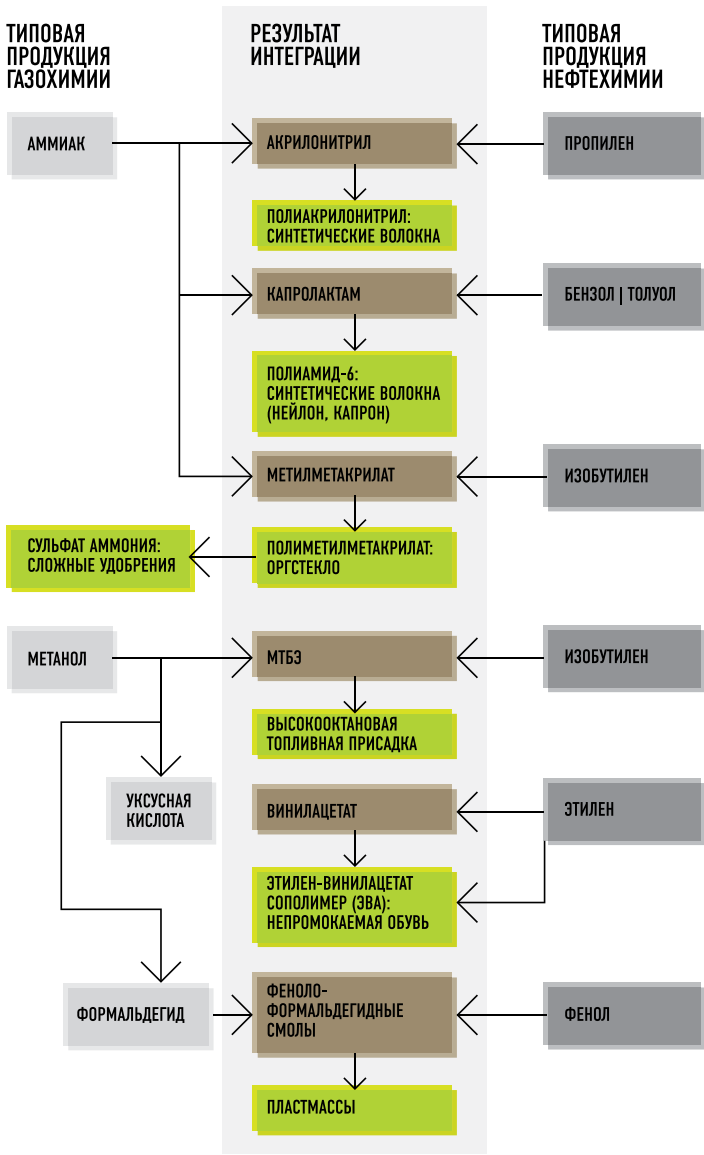 ТИПОВАЯ
ПРОДУКЦИЯ
ГАЗОХИМИИ
РЕЗУЛЬТАТ
ИНТЕГРАЦИИ
ТИПОВАЯ
ПРОДУКЦИЯ
НЕФТЕХИМИИ
АММИАК
АКРИЛОНИТРИЛ
ПРОПИЛЕН
ПОЛИАКРИЛОНИТРИЛ:
СИНТЕТИЧЕСКИЕ ВОЛОКНА
КАПРОЛАКТАМ
БЕНЗОЛ | ТОЛУОЛ
ПОЛИАМИД-6:
СИНТЕТИЧЕСКИЕ ВОЛОКНА
(НЕЙЛОН, КАПРОН)
МЕТИЛМЕТАКРИЛАТ
ИЗОБУТИЛЕН
СУЛЬФАТ АММОНИЯ:
СЛОЖНЫЕ УДОБРЕНИЯ
ПОЛИМЕТИЛМЕТАКРИЛАТ:
ОРГСТЕКЛО
МЕТАНОЛ
МТБЭ
ИЗОБУТИЛЕН
ВЫСОКООКТАНОВАЯ
ТОПЛИВНАЯ ПРИСАДКА
УКСУСНАЯ
КИСЛОТА
ВИНИЛАЦЕТАТ
ЭТИЛЕН
ЭТИЛЕН-ВИНИЛАЦЕТАТ
СОПОЛИМЕР (ЭВА):
НЕПРОМОКАЕМАЯ ОБУВЬ
ФОРМАЛЬДЕГИД
ФЕНОЛО-
ФОРМАЛЬДЕГИДНЫЕ
СМОЛЫ
ФЕНОЛ
ПЛАСТМАССЫ